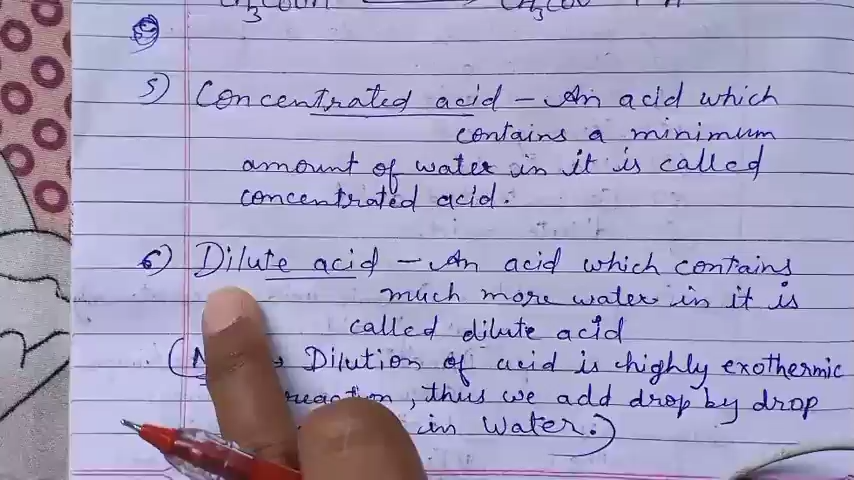 5) Concentrated acid - An acid which
contains a minimum
amount of water in it is called
concentrated acid.
6) Dilute acid - An acid which contains
much more water in it is
called dilute acid
( Dilution of acid is highly exothermic
reaction, thus we add drop by drop
in water.)